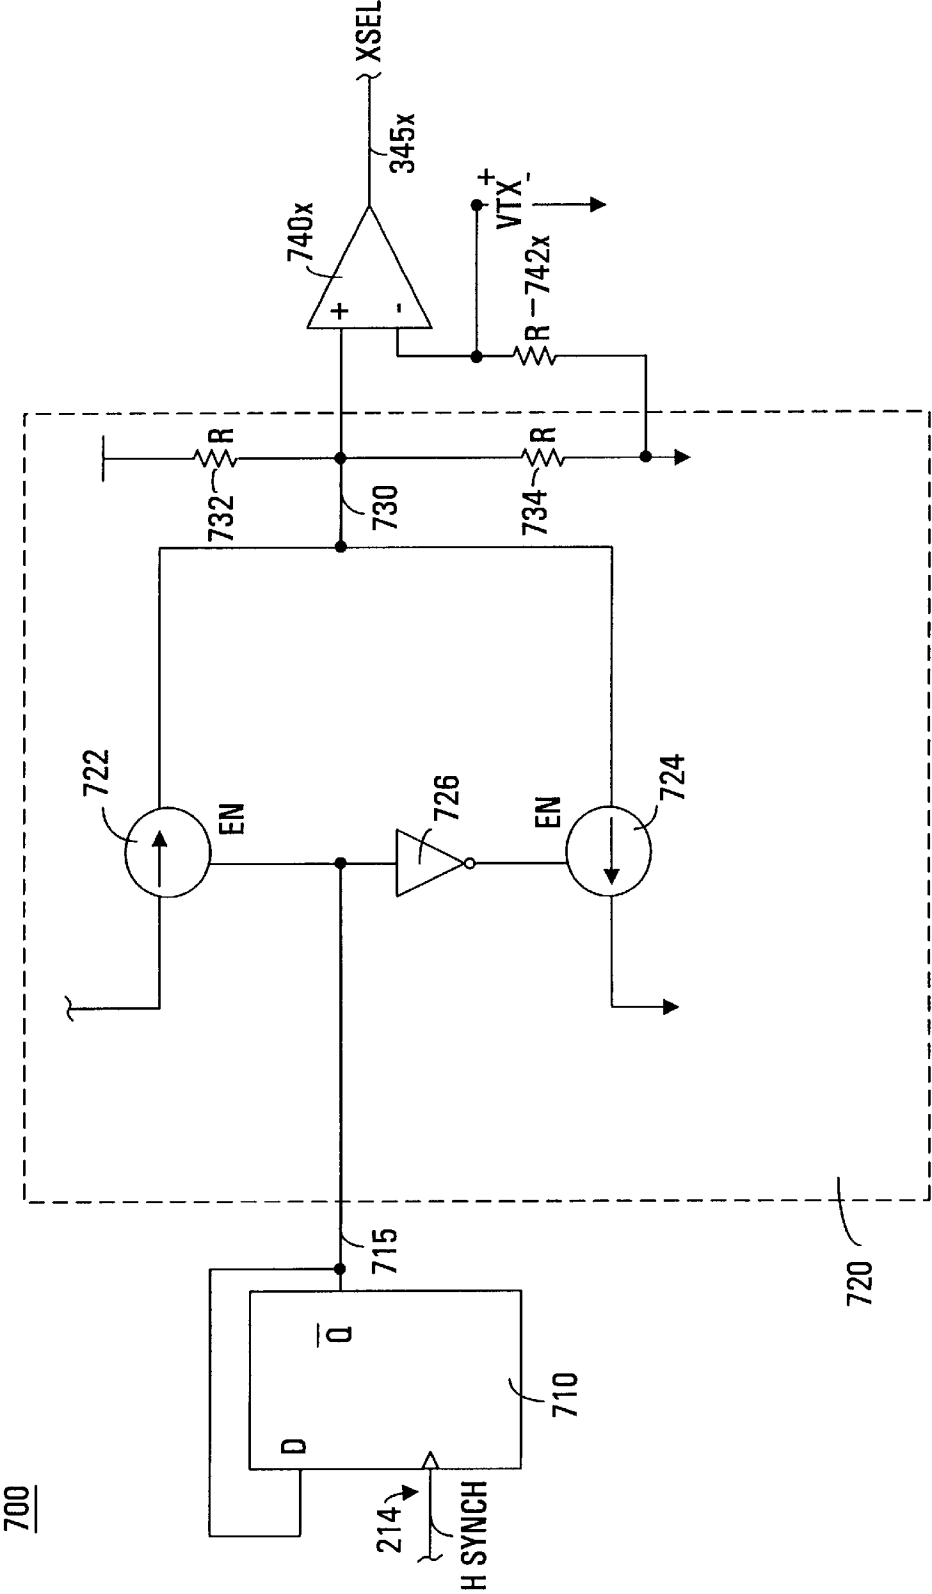 700
H SYNCH
214
D
Q
710
715
720
722
EN
726
EN
724
730
732
R
734
R
740x
+
-
R
742x
+
VTX
-
345x
XSEL